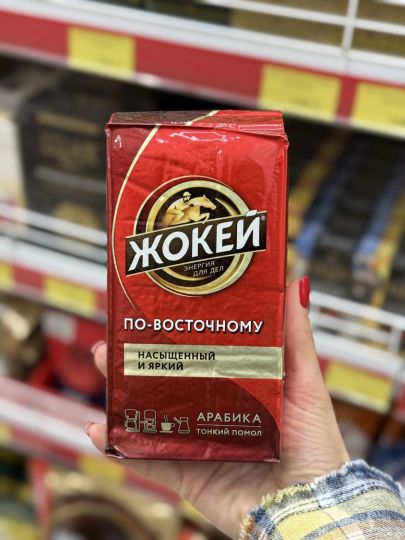 ЖОКЕЙ
ЭНЕРГИЯ
ДЛЯ ДЕЛ
ПО-ВОСТОЧНОМУ
НАСЫЩЕННЫЙ
И ЯРКИЙ
АРАБИКА
ТОНКИЙ ПОМОЛ